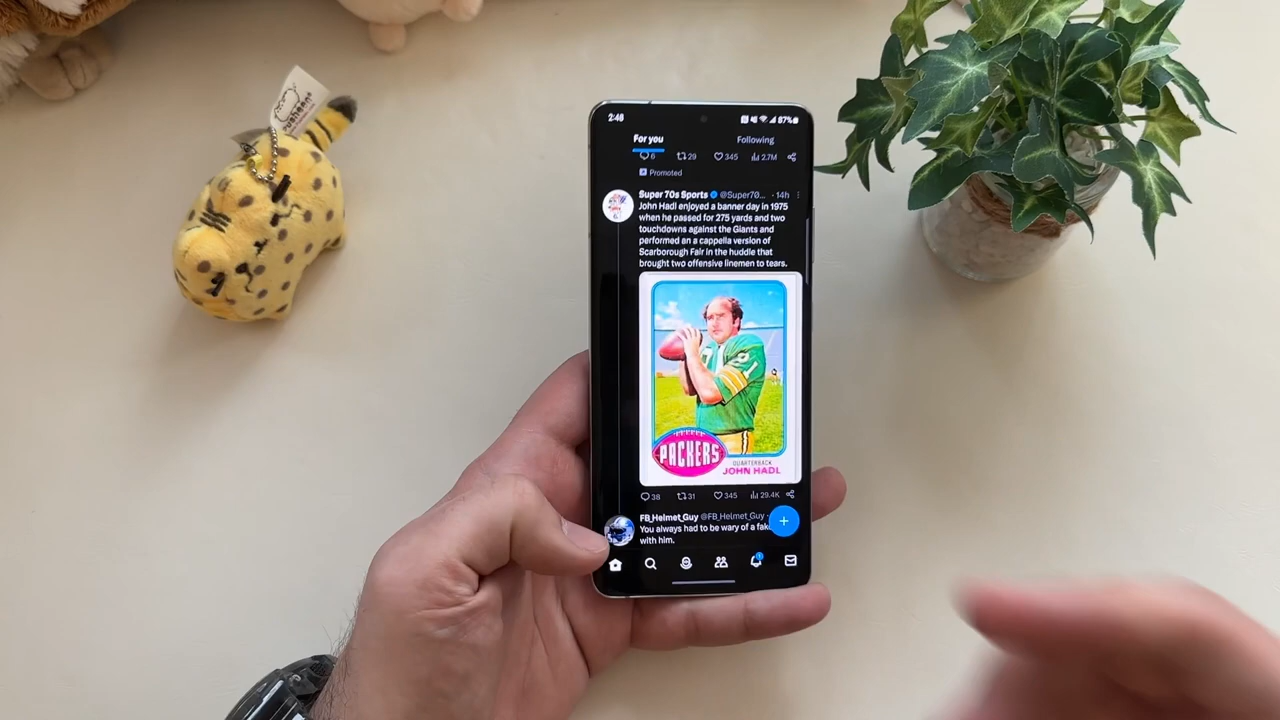 pusheen
2:46
87%
For you
Following
6
29
345
2.7M
Promoted
Super 70s Sports @Super70... · 14h
John Hadl enjoyed a banner day in 1975
when he passed for 275 yards and two
touchdowns against the Giants and
performed an a cappella version of
Scarborough Fair in the huddle that
brought two offensive linemen to tears.
PACKERS
QUARTERBACK
JOHN HADL
38
31
345
29.4K
FB_Helmet_Guy @FB_Helmet_Guy ·
You always had to be wary of a fak
with him.